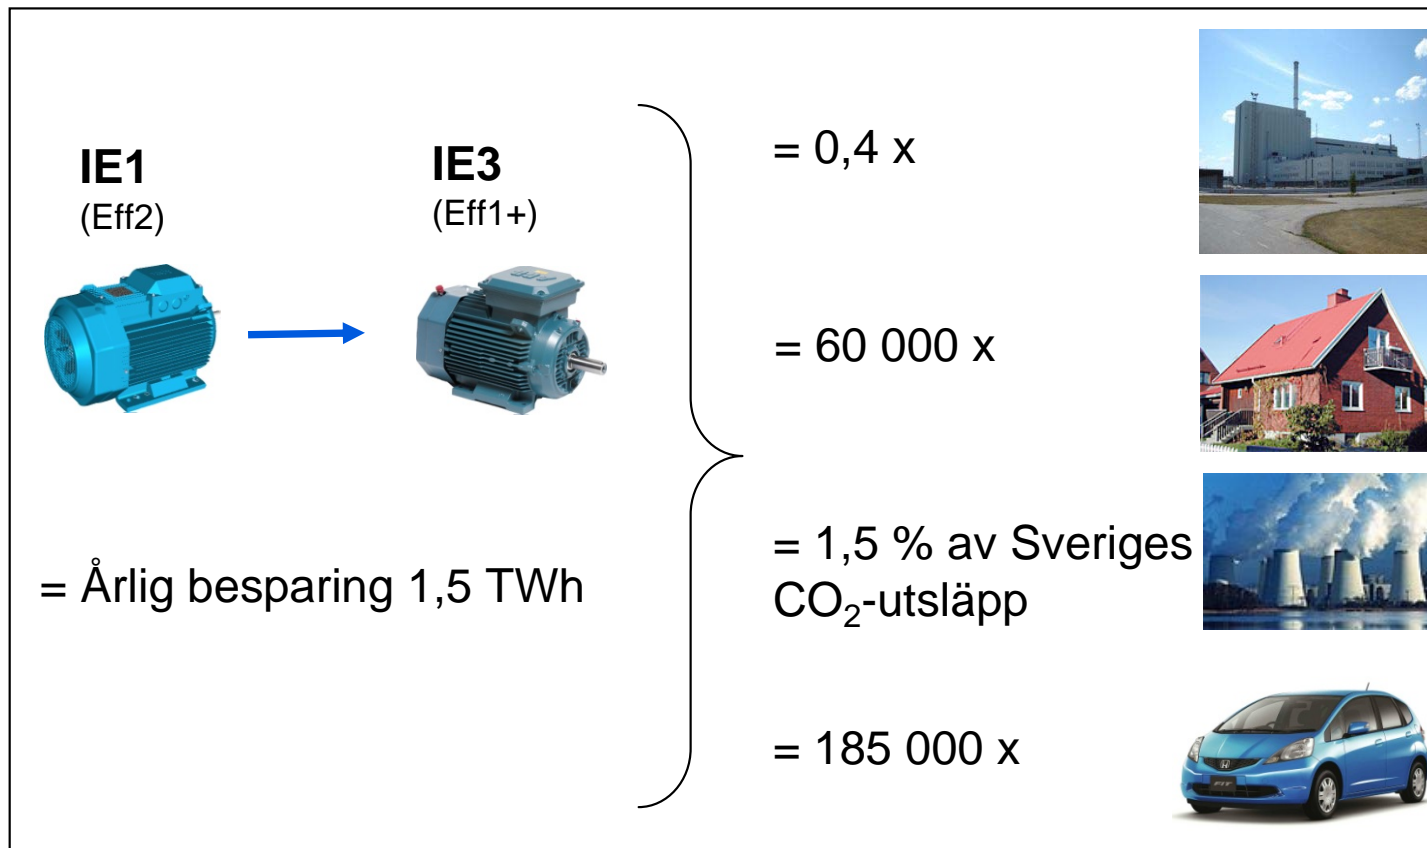 IE1
(Eff2)
IE3
(Eff1+)
= Årlig besparing 1,5 TWh
= 0,4 x
= 60 000 x
= 1,5 % av Sveriges
CO₂-utsläpp
= 185 000 x
FIT